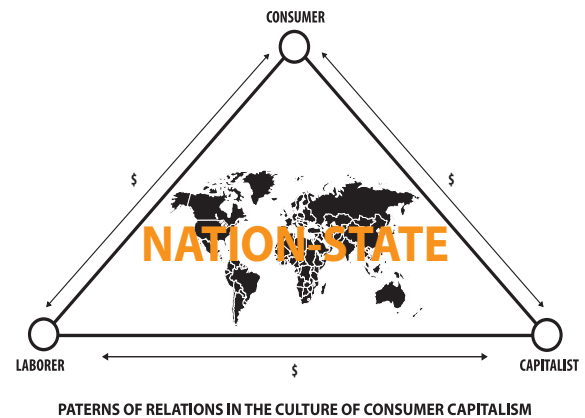 CONSUMER
$
$
NATION-STATE
LABORER
$
CAPITALIST
PATERNS OF RELATIONS IN THE CULTURE OF CONSUMER CAPITALISM